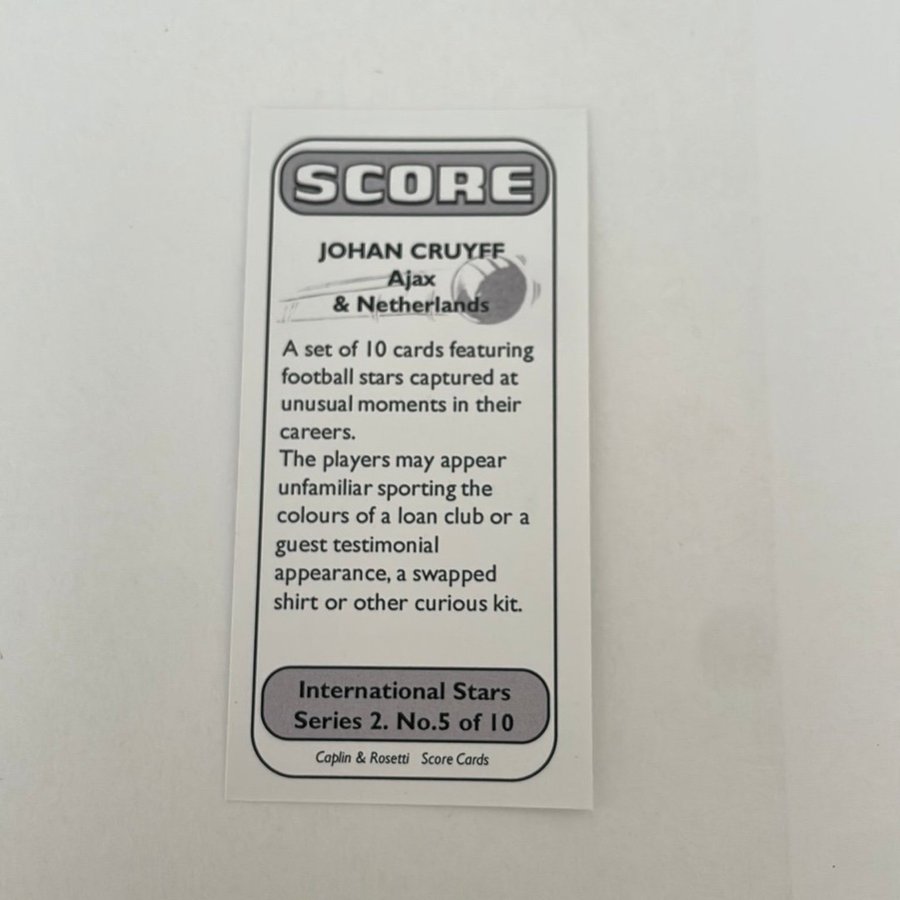 SCORE
JOHAN CRUYFF
Ajax
& Netherlands
A set of 10 cards featuring
football stars captured at
unusual moments in their
careers.
The players may appear
unfamiliar sporting the
colours of a loan club or a
guest testimonial
appearance, a swapped
shirt or other curious kit.
International Stars
Series 2. No.5 of 10
Caplin & Rosetti Score Cards